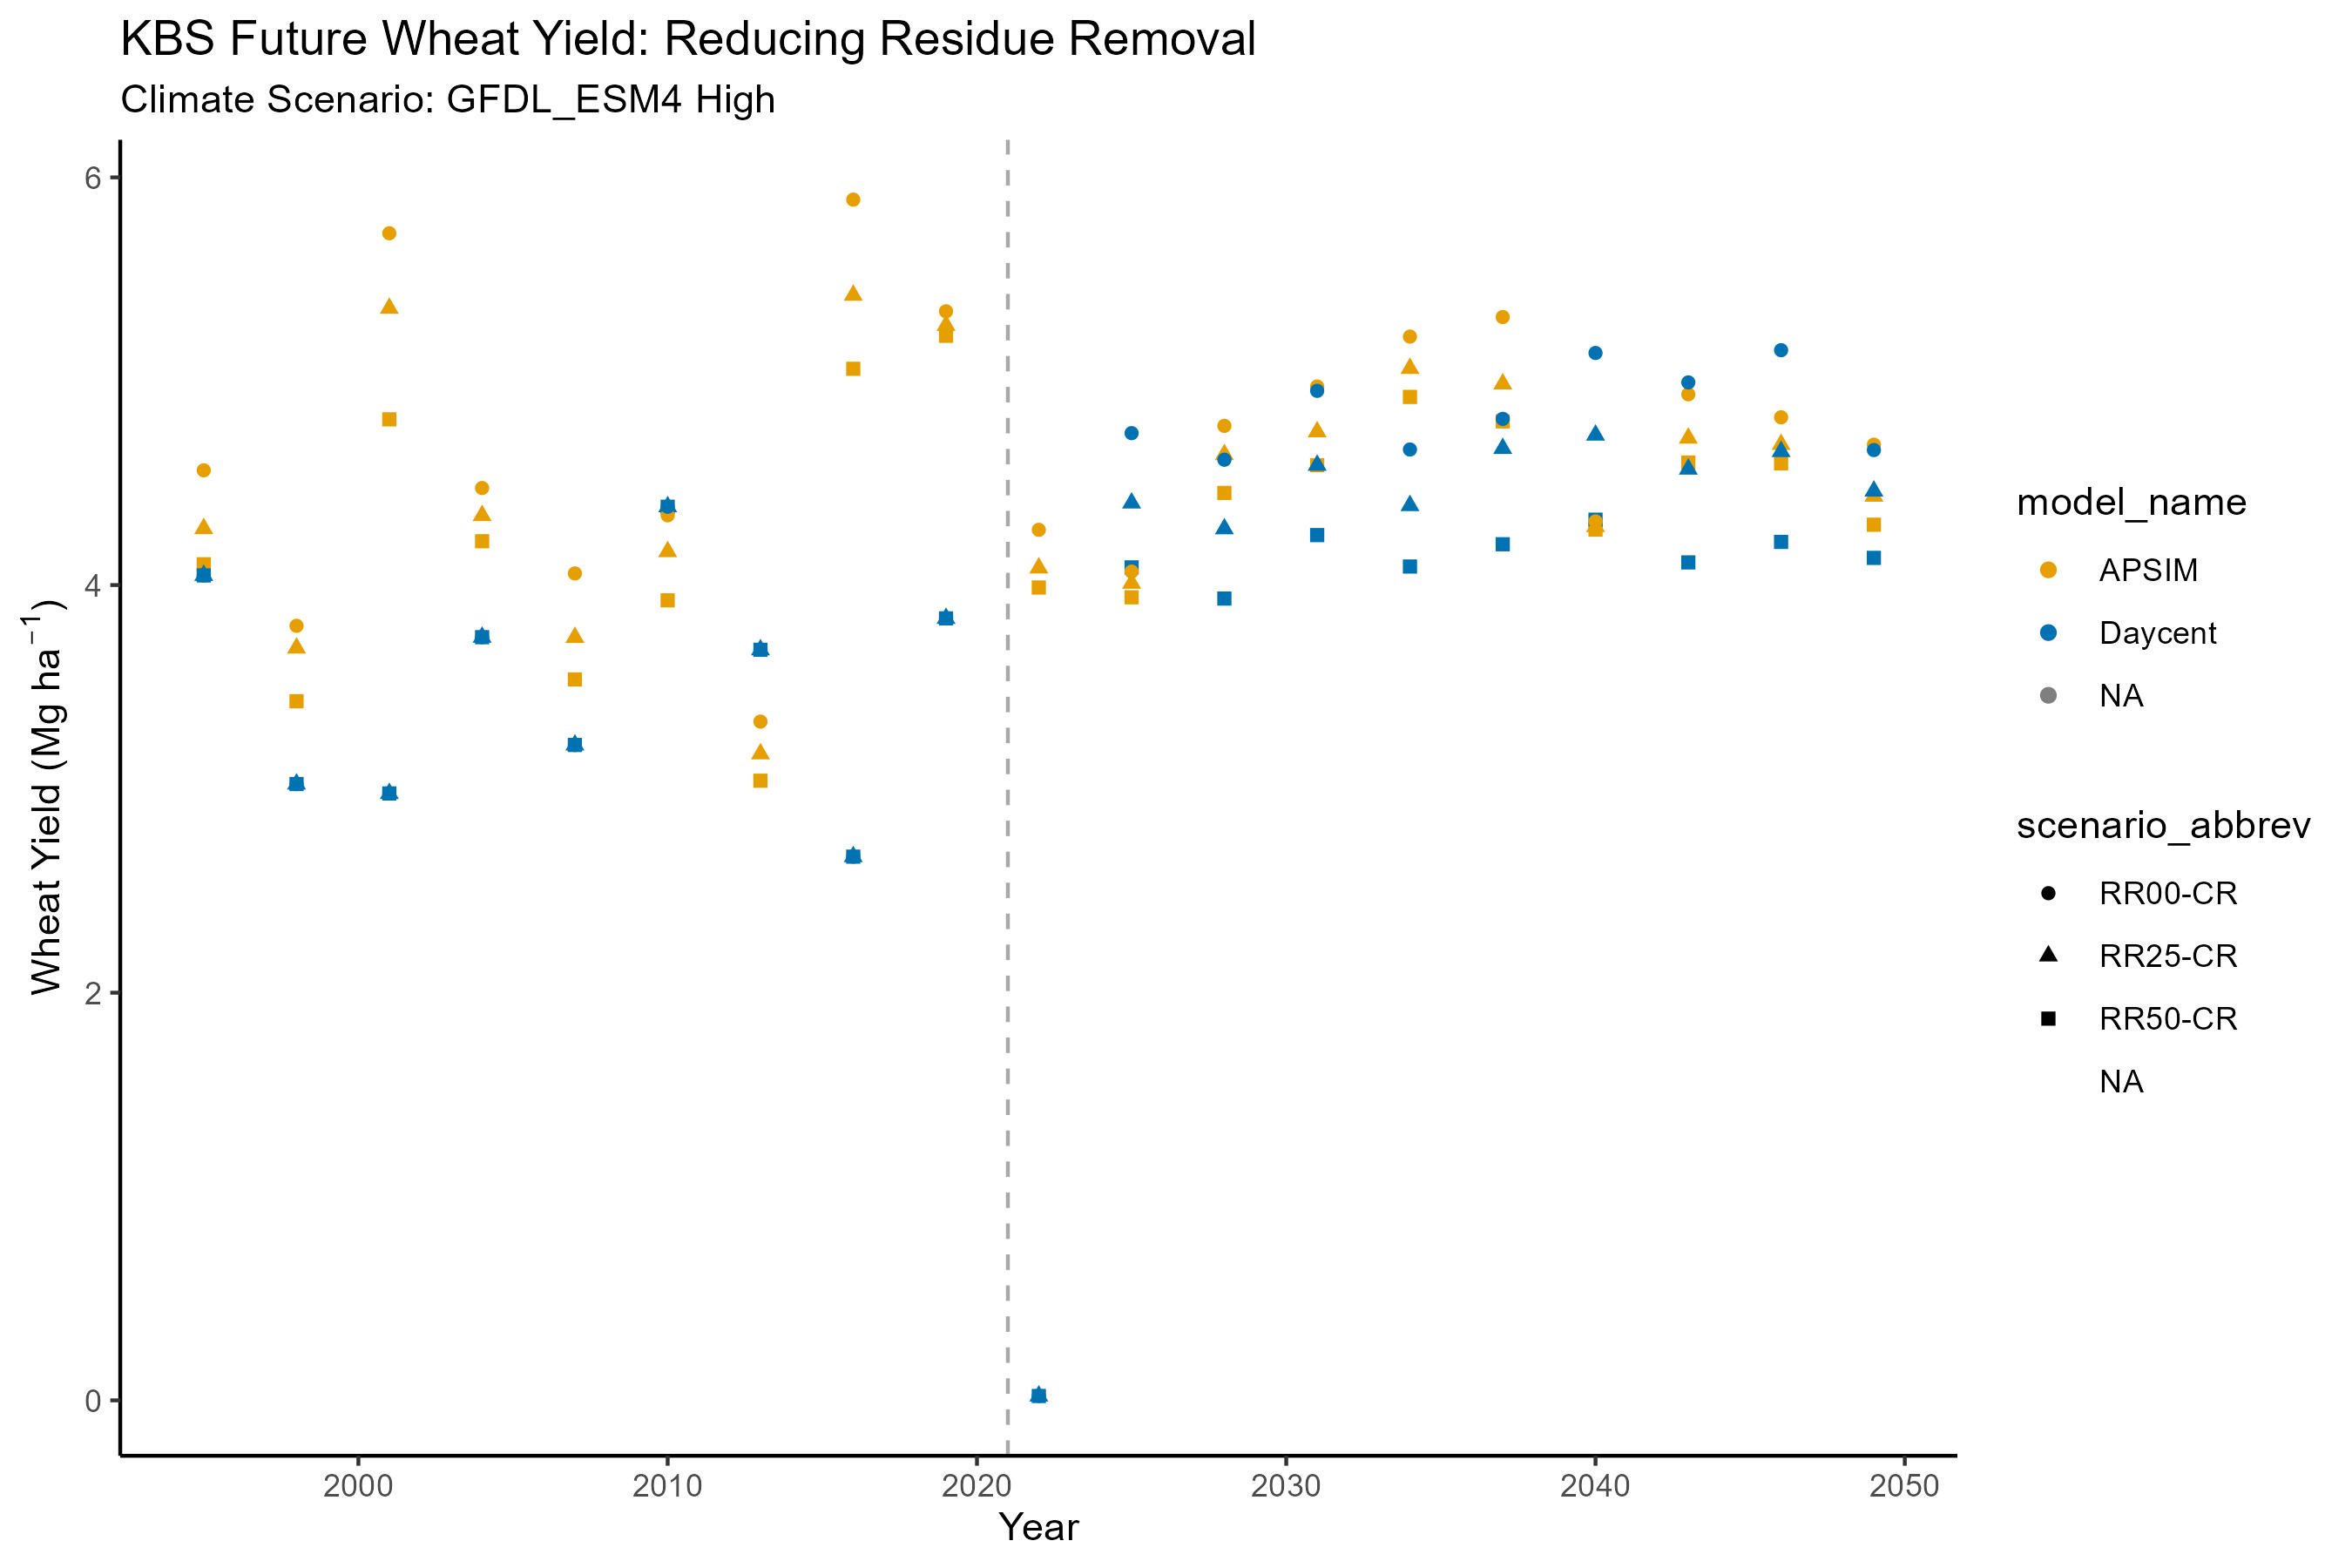 KBS Future Wheat Yield: Reducing Residue Removal
Climate Scenario: GFDL_ESM4 High
6
4
2
0
Wheat Yield (Mg ha⁻¹)
2000 2010 2020 2030 2040 2050
Year
model_name
APSIM
Daycent
NA
scenario_abbrev
RR00-CR
RR25-CR
RR50-CR
NA